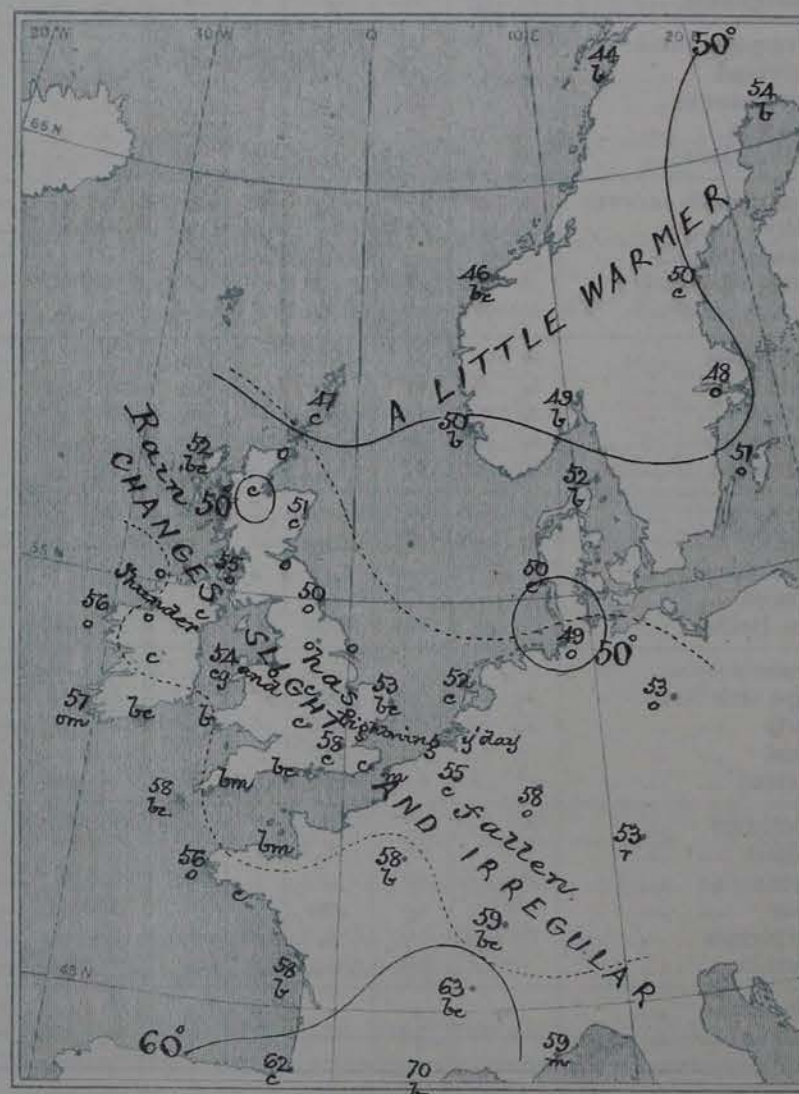 20°W 10°W 0 10°E 20° 50°
44
b
54
b
65 N
A LITTLE WARMER
46
bc
50
c
48
o
47
c
50
b
49
b
51
o
52
bc
Rain
CHANGES
50°
c
51
c
52
b
55 N
55
o
50
o
50
56
o
Thunder
c
c
SLIGHT
has
49
o
50°
54
cg
and
53
bc
52
c
53
o
57
om
bc
b
c
c
Lightning y'day
58
c
c
m
58
bc
bm
bc
55
c
58
o
AND IRREGULAR
fallen
53
r
56
o
bm
58
b
c
59
bc
58
b
63
bc
60°
62
c
70
59
m